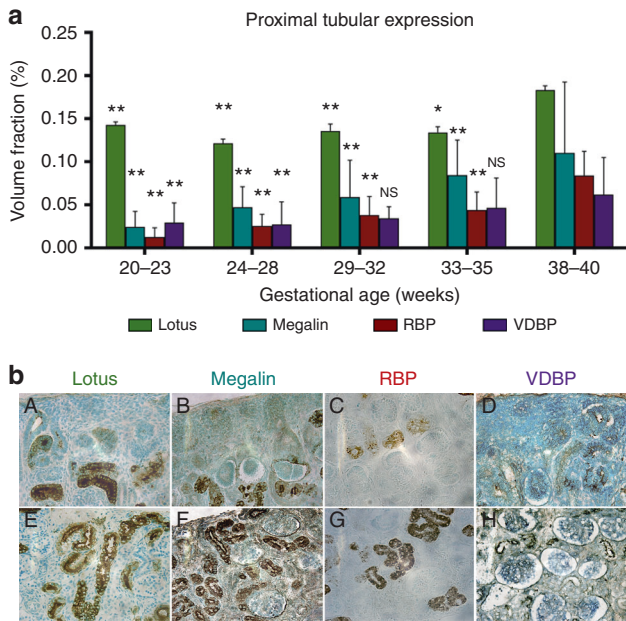 a
Proximal tubular expression
Volume fraction (%)
0.25
0.20
0.15
0.10
0.05
0.00
** ** ** **
** ** ** **
** ** ** NS
* ** ** NS
20–23 24–28 29–32 33–35 38–40
Gestational age (weeks)
Lotus Megalin RBP VDBP
b
Lotus Megalin RBP VDBP
A B C D
E F G H